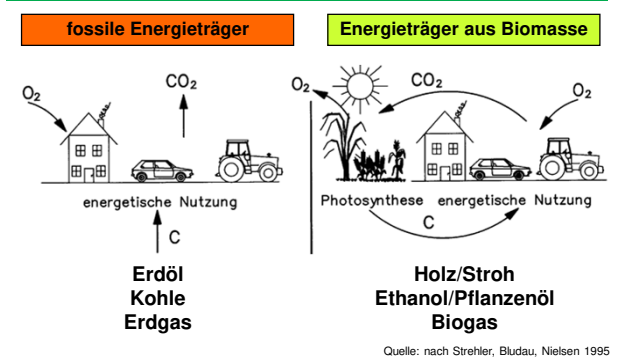 fossile Energieträger
Energieträger aus Biomasse
O₂
CO₂
energetische Nutzung
C
Erdöl
Kohle
Erdgas
O₂
CO₂
O₂
Photosynthese energetische Nutzung
C
Holz/Stroh
Ethanol/Pflanzenöl
Biogas
Quelle: nach Strehler, Bludau, Nielsen 1995